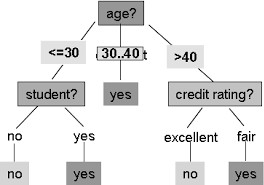 age?
<=30 30..40 >40
student? yes credit rating?
no yes excellent fair
no yes no yes